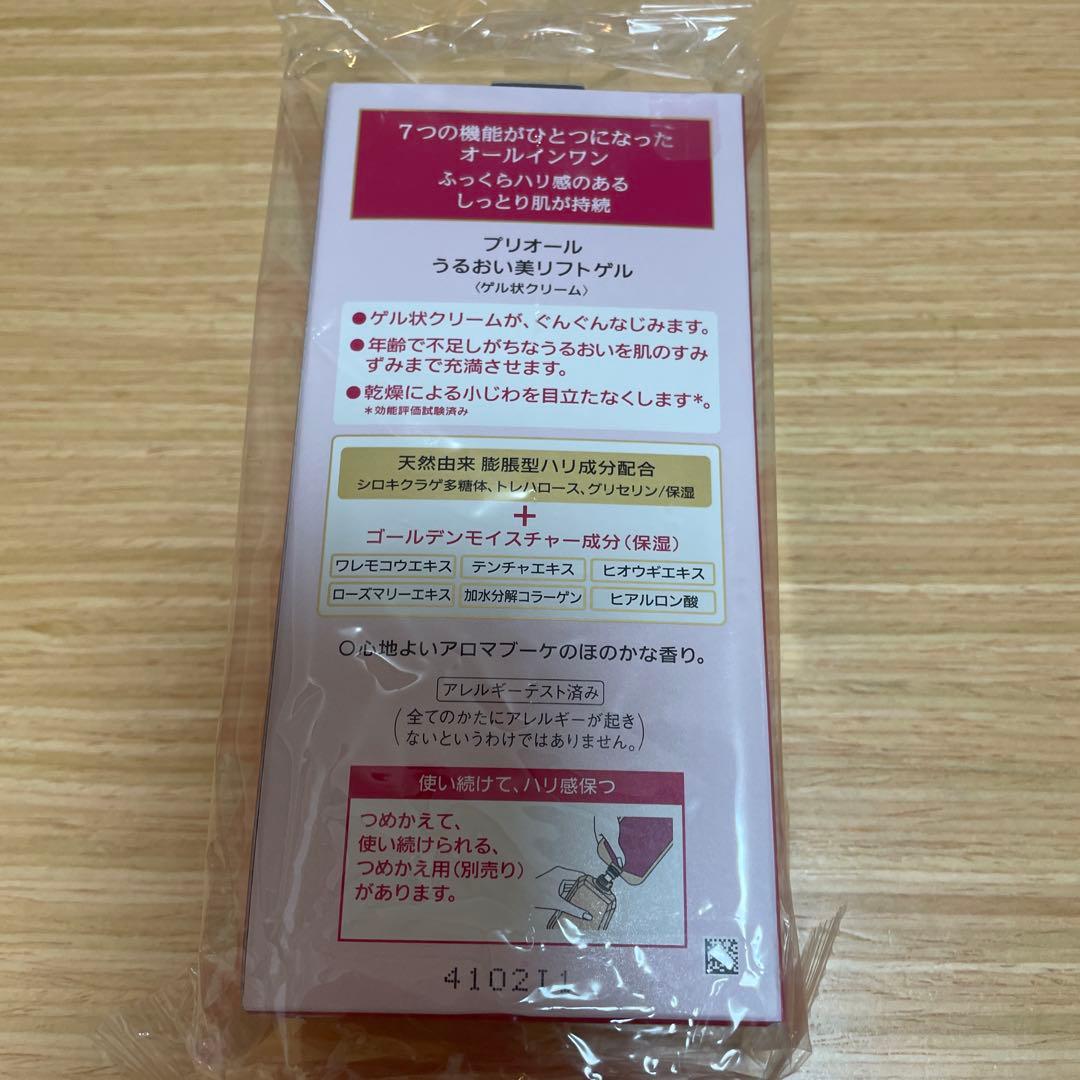 7つの機能がひとつになった
オールインワン
ふっくらハリ感のある
しっとり肌が持続
プリオール
うるおい美リフトゲル
〈ゲル状クリーム〉
●ゲル状クリームが、ぐんぐんなじみます。
●年齢で不足しがちなうるおいを肌のすみ
ずみまで充満させます。
●乾燥による小じわを目立たなくします*。
*効能評価試験済み
天然由来 膨脹型ハリ成分配合
シロキクラゲ多糖体、トレハロース、グリセリン/保湿
+
ゴールデンモイスチャー成分(保湿)
ワレモコウエキス テンチャエキス ヒオウギエキス
ローズマリーエキス 加水分解コラーゲン ヒアルロン酸
○心地よいアロマブーケのほのかな香り。
アレルギーテスト済み
(全てのかたにアレルギーが起き
ないというわけではありません。)
使い続けて、ハリ感保つ
つめかえて、
使い続けられる、
つめかえ用(別売り)
があります。
4102I1